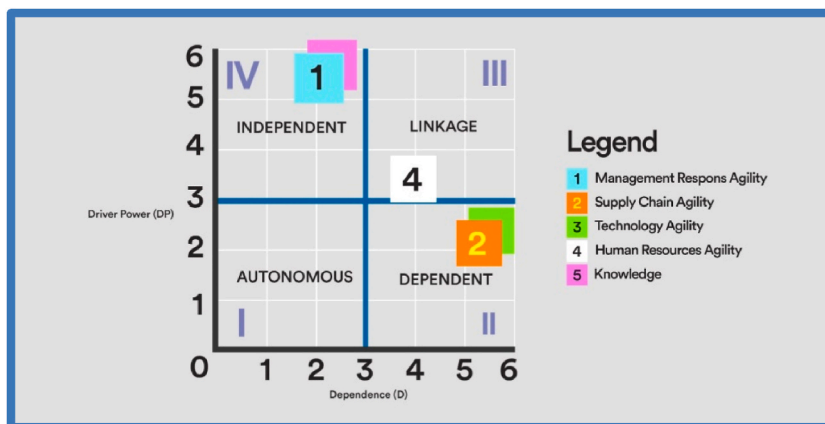 6
5
4
3
2
1
0
1
2
3
4
5
6
Driver Power (DP)
Dependence (D)
IV
III
I
II
INDEPENDENT
LINKAGE
AUTONOMOUS
DEPENDENT
1
4
2
Legend
1 Management Respons Agility
2 Supply Chain Agility
3 Technology Agility
4 Human Resources Agility
5 Knowledge